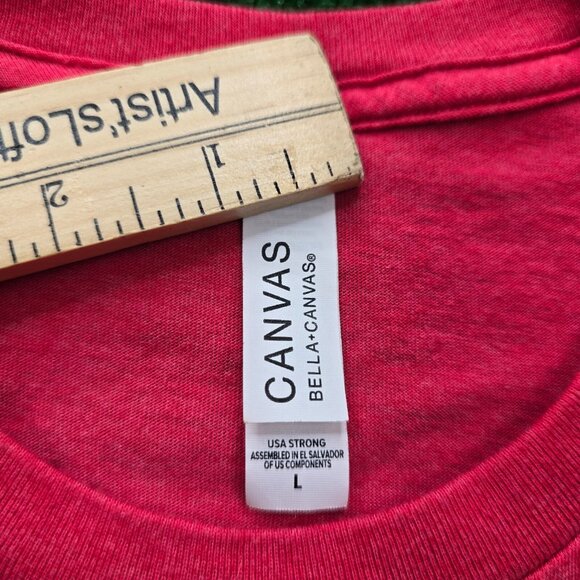 Artist'sLoft
2 1
CANVAS
BELLA+CANVAS®
USA STRONG
ASSEMBLED IN EL SALVADOR
OF US COMPONENTS
L